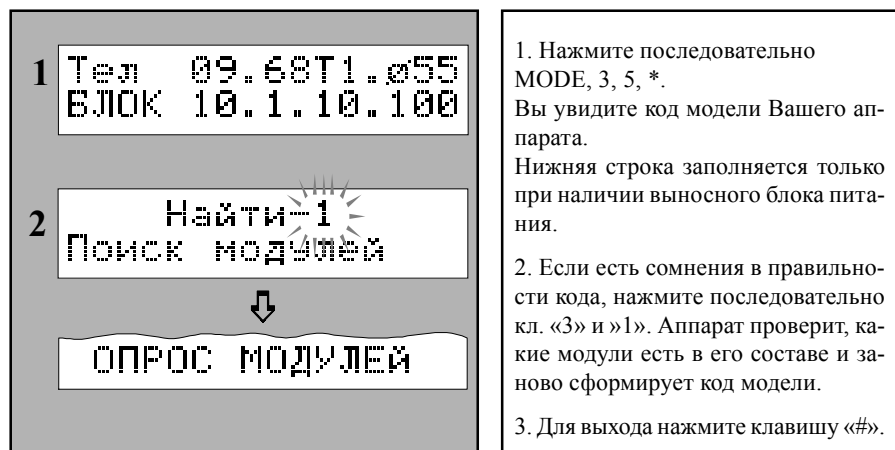 1
Тел 09.68Т1.ø55
БЛОК 10.1.10.100
2
Найти-1
Поиск модулей
ОПРОС МОДУЛЕЙ
1. Нажмите последовательно
MODE, 3, 5, *.
Вы увидите код модели Вашего ап-
парата.
Нижняя строка заполняется только
при наличии выносного блока пита-
ния.
2. Если есть сомнения в правильно-
сти кода, нажмите последовательно
кл. «3» и »1». Аппарат проверит, ка-
кие модули есть в его составе и за-
ново сформирует код модели.
3. Для выхода нажмите клавишу «#».